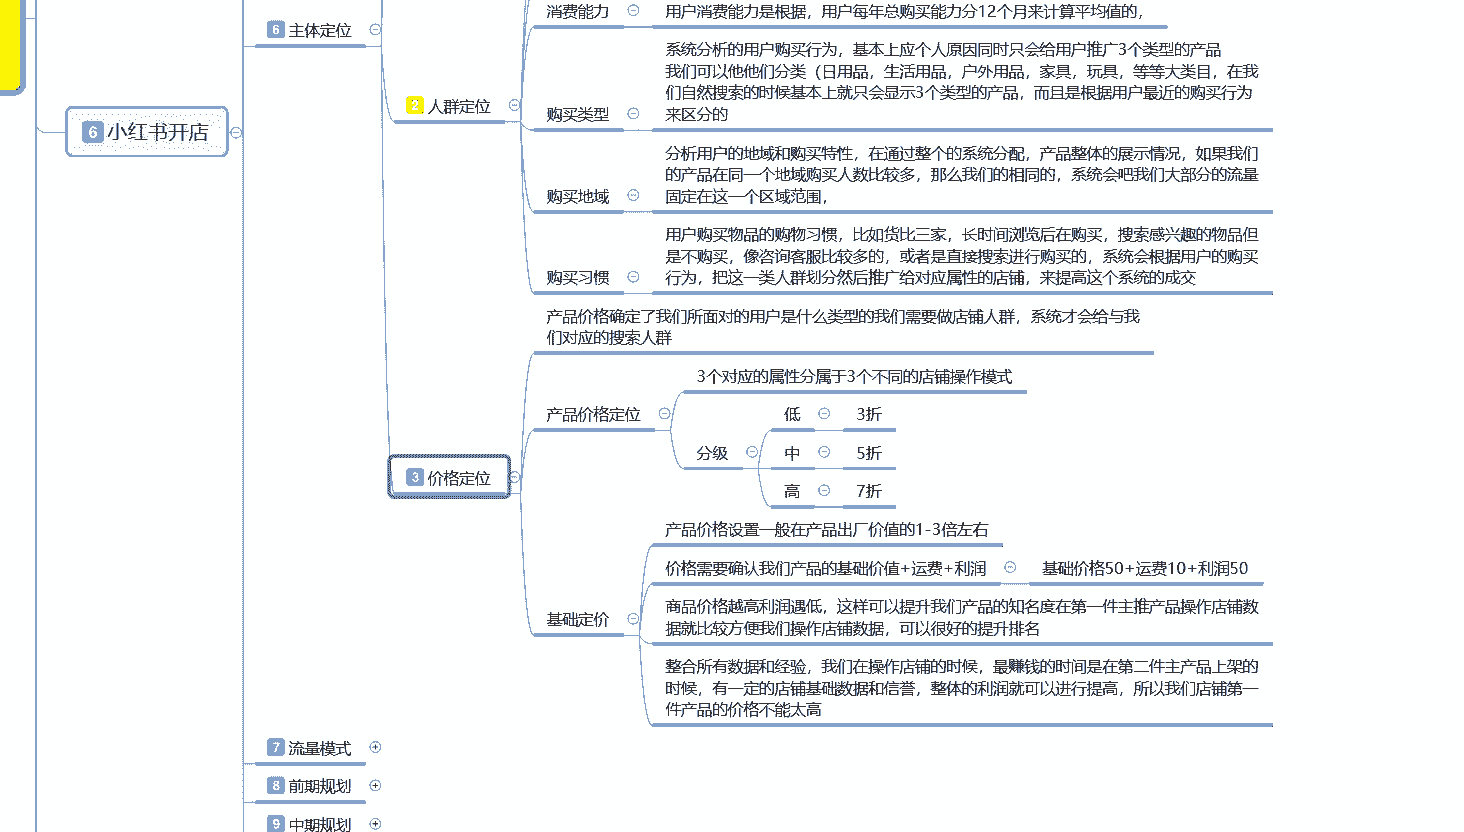 消费能力
用户消费能力是根据，用户每年总购买能力分12个月来计算平均值的，
6 主体定位
系统分析的用户购买行为，基本上应个人原因同时只会给用户推广3个类型的产品
我们可以他他们分类（日用品，生活用品，户外用品，家具，玩具，等等大类目，在我
们自然搜索的时候基本上就只会显示3个类型的产品，而且是根据用户最近的购买行为
来区分的
2 人群定位
购买类型
6 小红书开店
分析用户的地域和购买特性，在通过整个的系统分配，产品整体的展示情况，如果我们
的产品在同一个地域购买人数比较多，那么我们的相同的，系统会吧我们大部分的流量
固定在这一个区域范围，
购买地域
用户购买物品的购物习惯，比如货比三家，长时间浏览后在购买，搜索感兴趣的物品但
是不购买，像咨询客服比较多的，或者是直接搜索进行购买的，系统会根据用户的购买
行为，把这一类人群划分然后推广给对应属性的店铺，来提高这个系统的成交
购买习惯
产品价格确定了我们所面对的用户是什么类型的我们需要做店铺人群，系统才会给与我
们对应的搜索人群
3个对应的属性分属于3个不同的店铺操作模式
产品价格定位
低
3折
分级
中
5折
高
7折
3 价格定位
产品价格设置一般在产品出厂价值的1-3倍左右
价格需要确认我们产品的基础价值+运费+利润
基础价格50+运费10+利润50
商品价格越高利润遇低，这样可以提升我们产品的知名度在第一件主推产品操作店铺数
据就比较方便我们操作店铺数据，可以很好的提升排名
基础定价
整合所有数据和经验，我们在操作店铺的时候，最赚钱的时间是在第二件主产品上架的
时候，有一定的店铺基础数据和信誉，整体的利润就可以进行提高，所以我们店铺第一
件产品的价格不能太高
7 流量模式
8 前期规划
9 中期规划